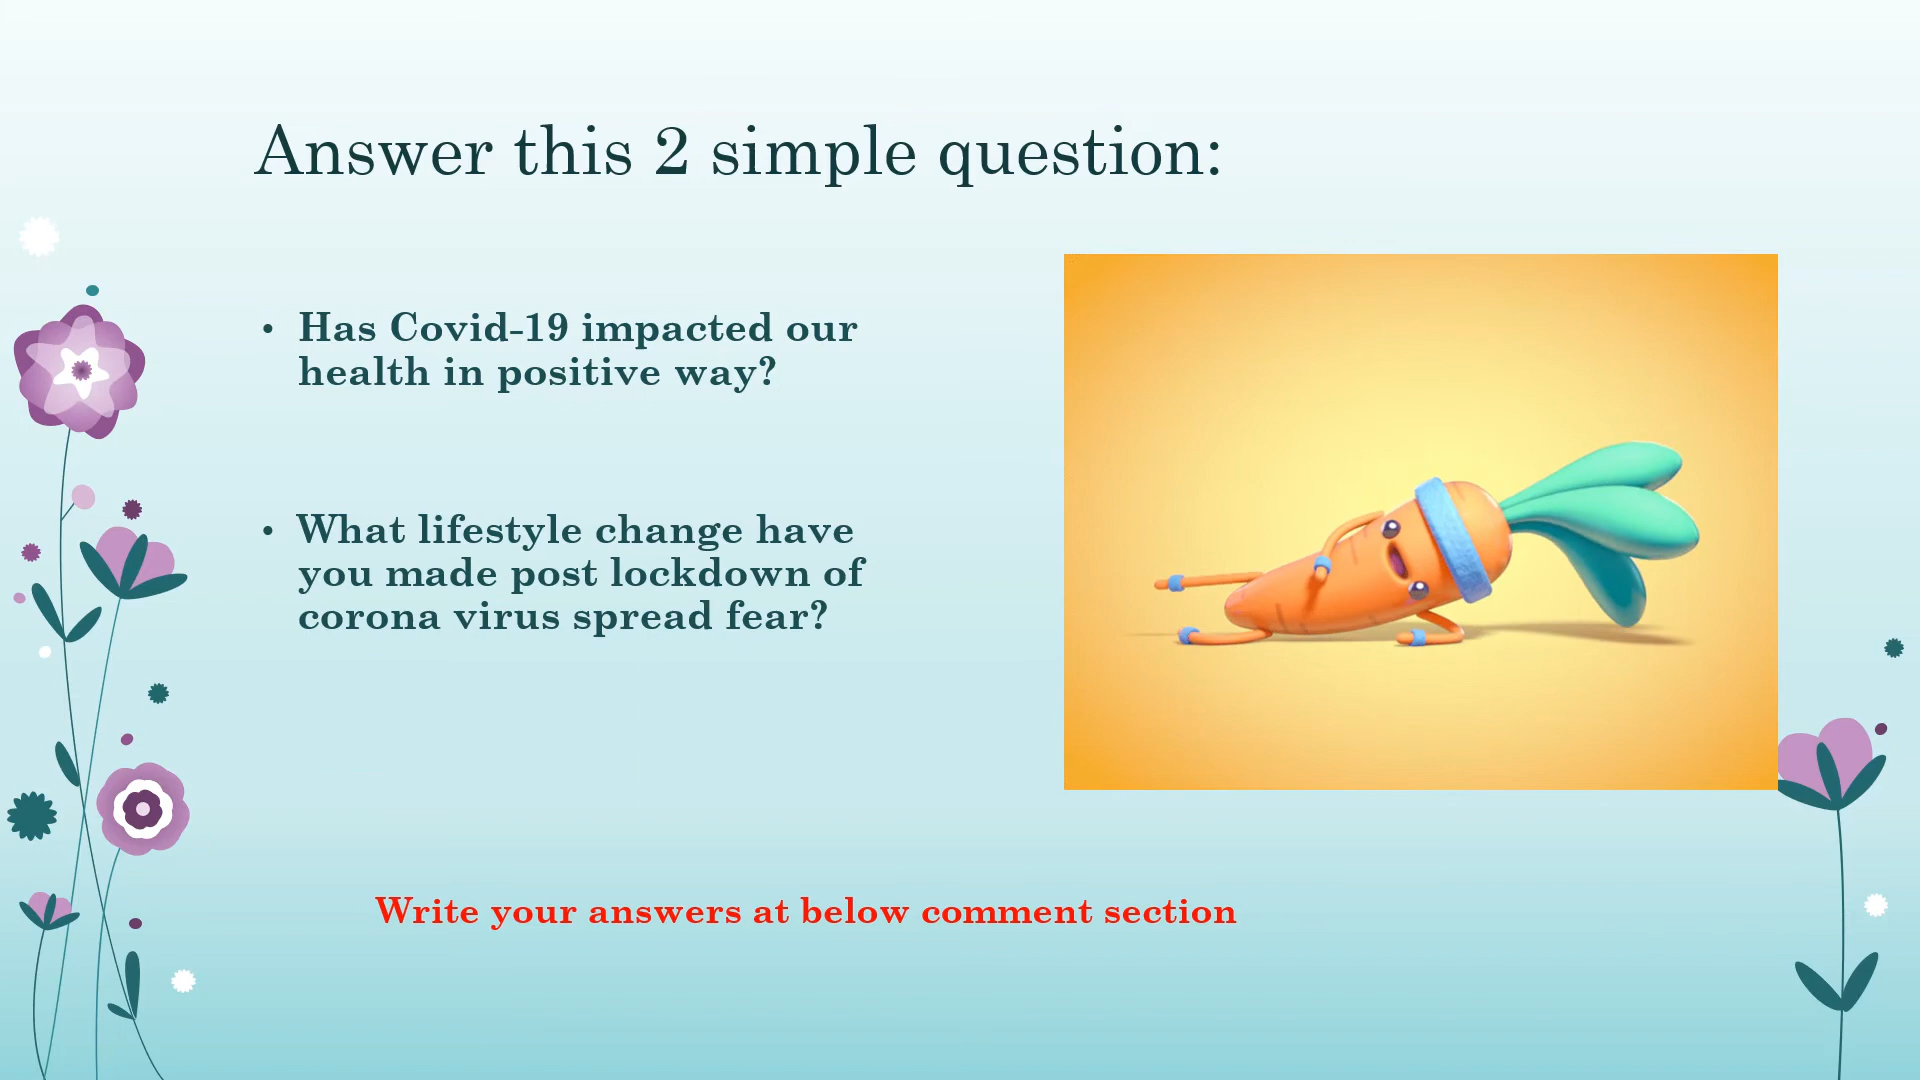 Answer this 2 simple question:
• Has Covid-19 impacted our
health in positive way?
• What lifestyle change have
you made post lockdown of
corona virus spread fear?
Write your answers at below comment section